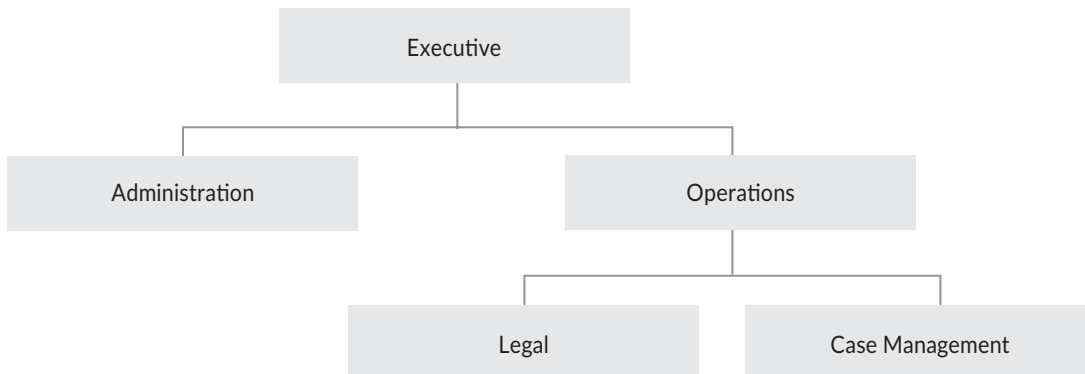 Executive
Administration
Operations
Legal
Case Management